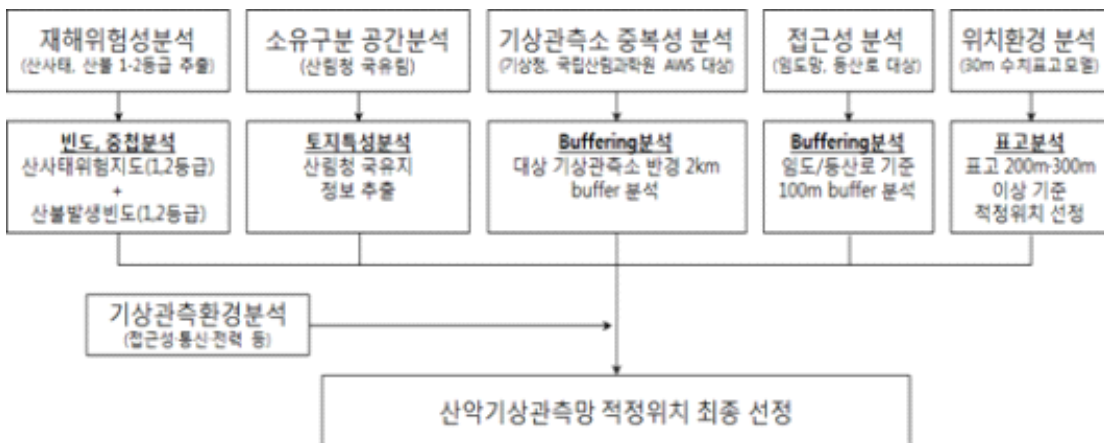 재해위험성분석
(산사태, 산불 1-2등급 추출)
소유구분 공간분석
(산림청 국유림)
기상관측소 중복성 분석
(기상청, 국립산림과학원 AWS 대상)
접근성 분석
(임도망, 등산로 대상)
위치환경 분석
(30m 수치표고모델)
빈도, 중첩분석
산사태위험지도(1,2등급)
+
산불발생빈도(1,2등급)
토지특성분석
산림청 국유지
정보 추출
Buffering분석
대상 기상관측소 반경 2km
buffer 분석
Buffering분석
임도/등산로 기준
100m buffer 분석
표고분석
표고 200m-300m
이상 기준
적정위치 선정
기상관측환경분석
(접근성·통신·전력 등)
산악기상관측망 적정위치 최종 선정